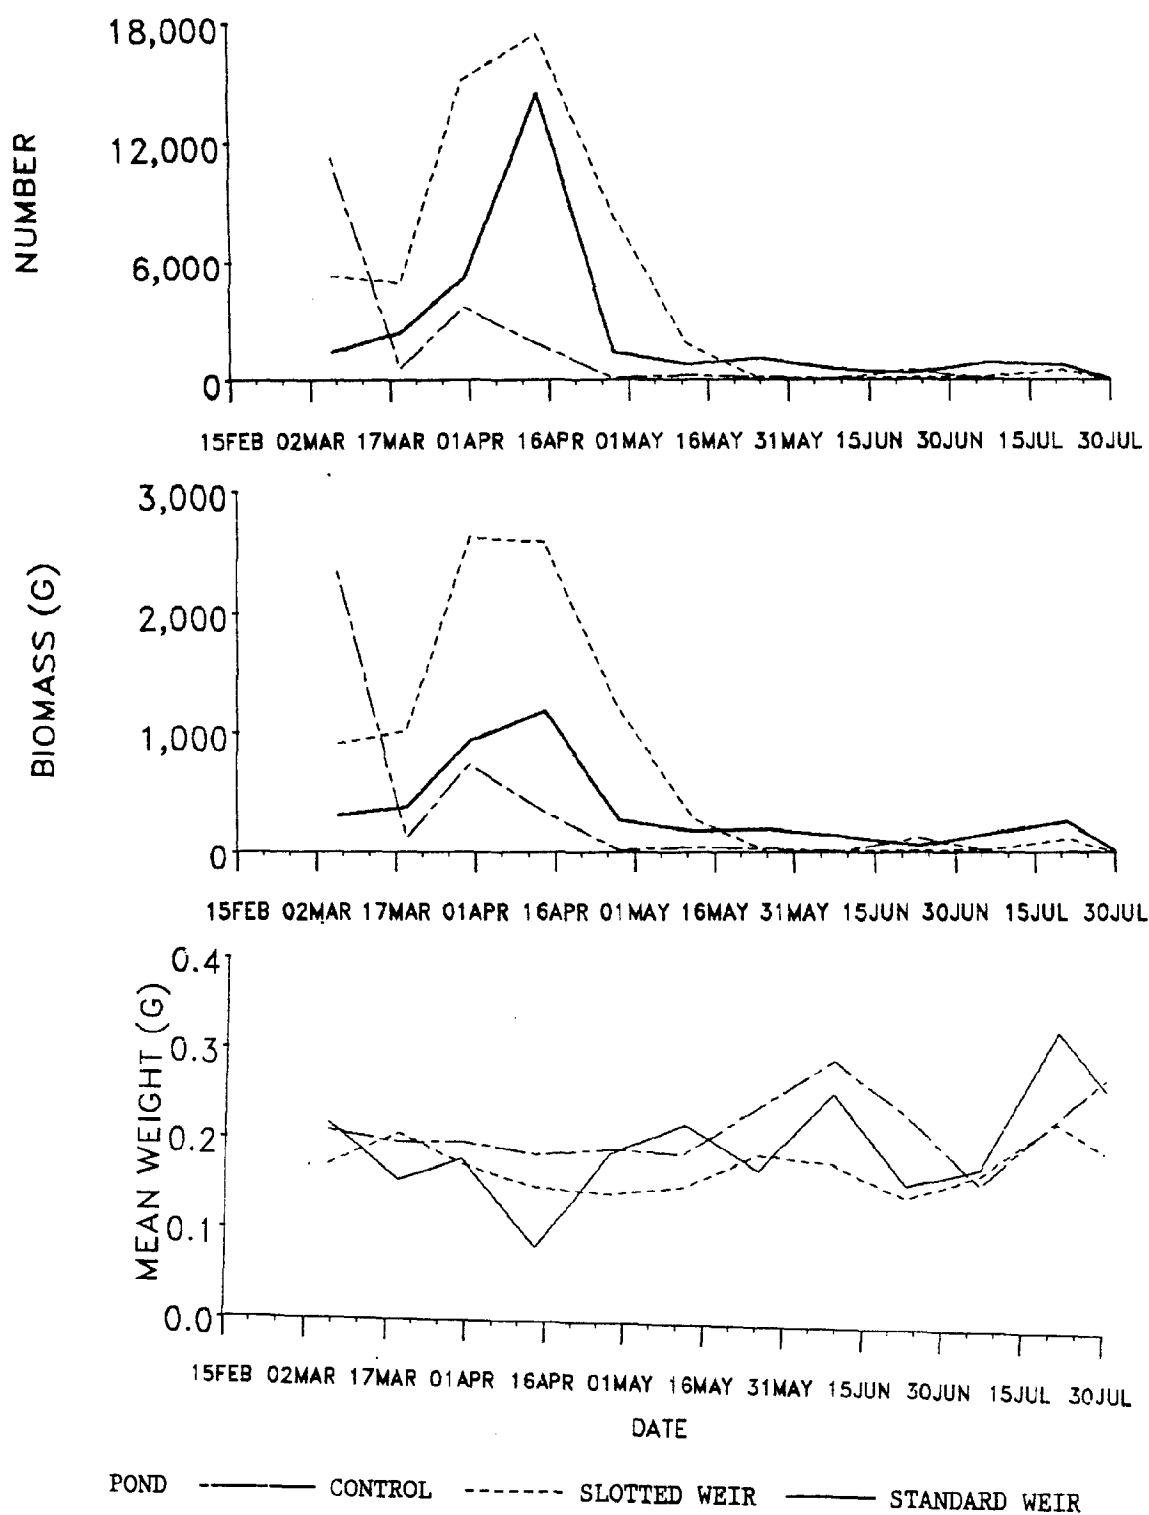 18,000
12,000
6,000
0
NUMBER
15FEB 02MAR 17MAR 01APR 16APR 01MAY 16MAY 31MAY 15JUN 30JUN 15JUL 30JUL
3,000
2,000
1,000
0
BIOMASS (G)
15FEB 02MAR 17MAR 01APR 16APR 01MAY 16MAY 31MAY 15JUN 30JUN 15JUL 30JUL
0.4
0.3
0.2
0.1
0.0
MEAN WEIGHT (G)
15FEB 02MAR 17MAR 01APR 16APR 01MAY 16MAY 31MAY 15JUN 30JUN 15JUL 30JUL
DATE
POND CONTROL SLOTTED WEIR STANDARD WEIR